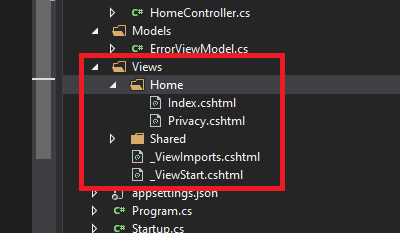 C# HomeController.cs
Models
C# ErrorViewModel.cs
Views
Home
Index.cshtml
Privacy.cshtml
Shared
_ViewImports.cshtml
_ViewStart.cshtml
appsettings.json
C# Program.cs
C# Startup.cs